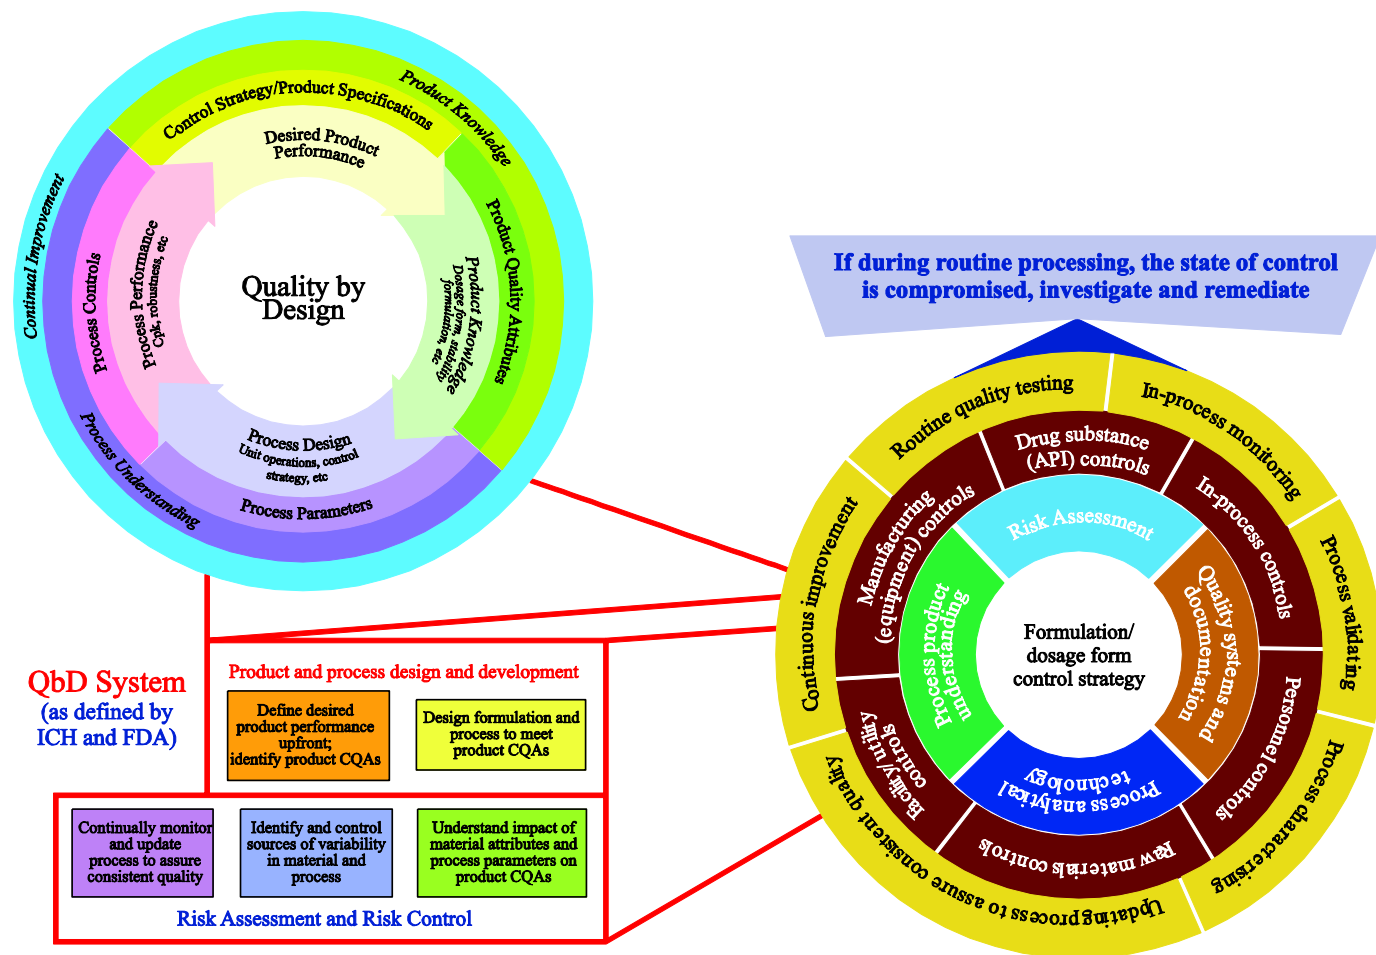 Continual Improvement
Product Knowledge
Process Understanding
Control Strategy/Product Specifications
Product Quality Attributes
Process Parameters
Process Controls
Desired Product
Performance
Product Knowledge
Dosage form, stability
formulation, etc
Process Design
Unit operations, control
strategy, etc
Process Performance
Cpk, robustness, etc
Quality by
Design
If during routine processing, the state of control
is compromised, investigate and remediate
Routine quality testing
In-process monitoring
Process validating
Process characterising
Updating process to assure consistent quality
Continuous improvement
Drug substance
(API) controls
In-process controls
Personnel controls
Raw materials controls
Facility/utility
controls
Manufacturing
(equipment) controls
Risk Assessment
Quality systems and
documentation
Process analytical
technology
Process product
understanding
Formulation/
dosage form
control strategy
QbD System
(as defined by
ICH and FDA)
Product and process design and development
Define desired
product performance
upfront;
identify product CQAs
Design formulation and
process to meet
product CQAs
Continually monitor
and update
process to assure
consistent quality
Identify and control
sources of variability
in material and
process
Understand impact of
material attributes and
process parameters on
product CQAs
Risk Assessment and Risk Control